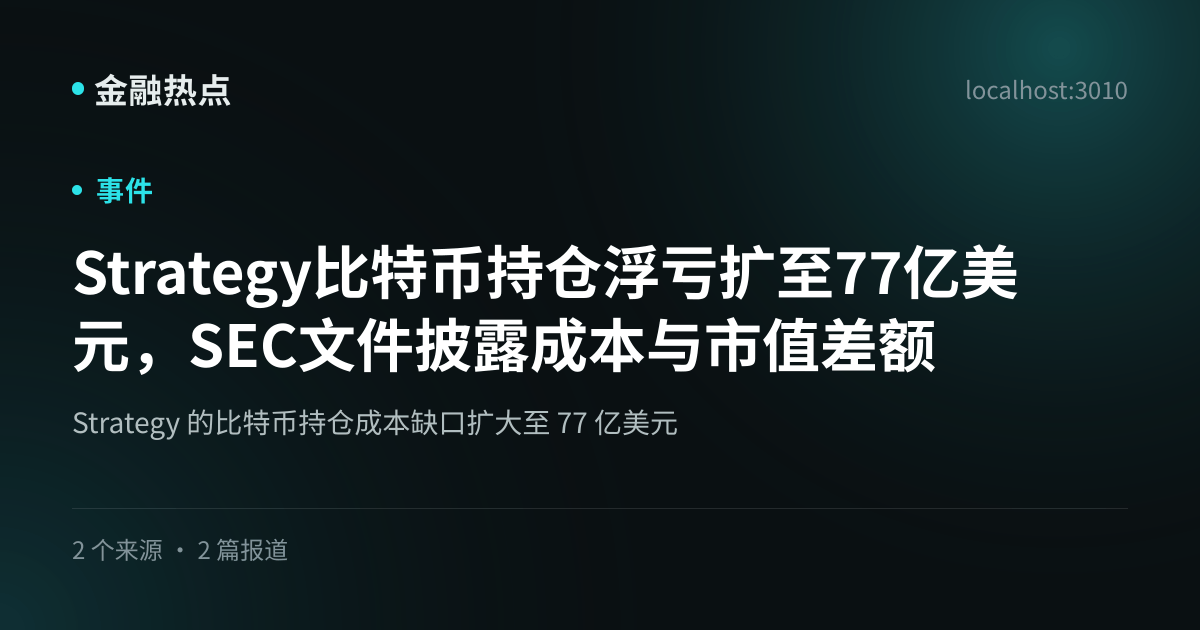 金融热点
localhost:3010
事件
Strategy比特币持仓浮亏扩至77亿美
元，SEC文件披露成本与市值差额
Strategy 的比特币持仓成本缺口扩大至 77 亿美元
2 个来源 · 2 篇报道